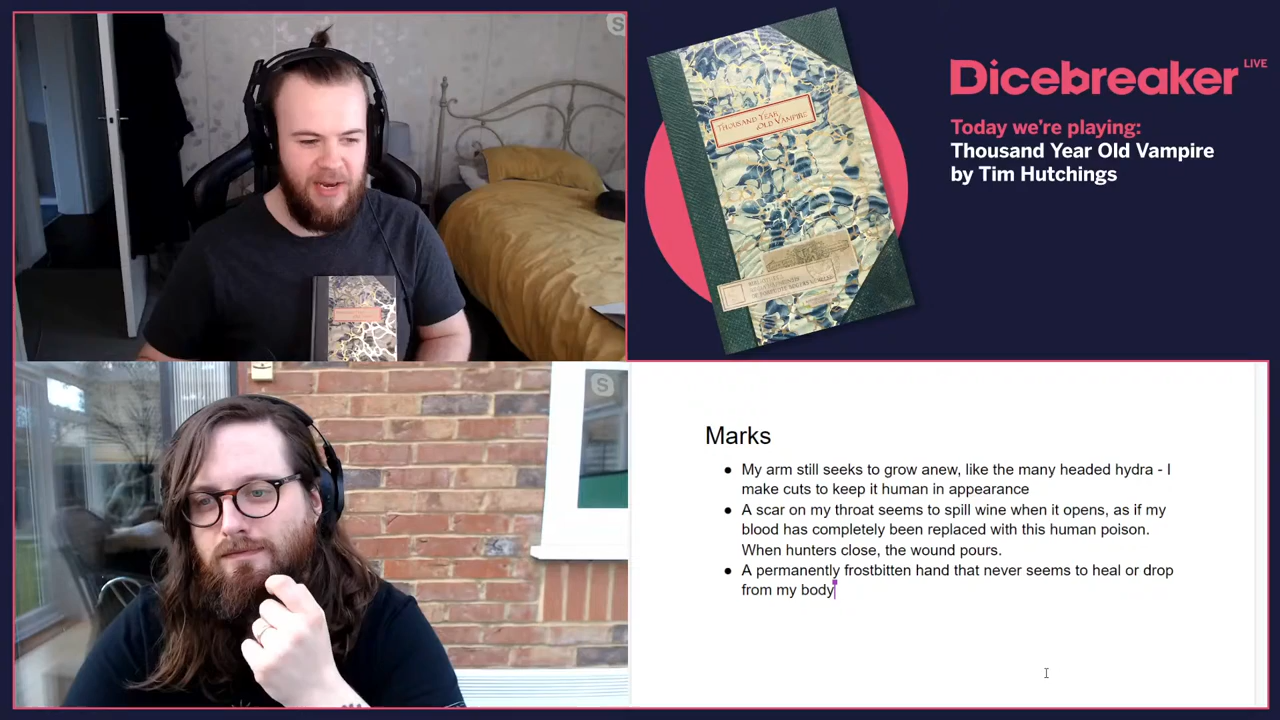 THOUSAND YEAR
OLD VAMPIRE
Dicebreaker LIVE
Today we're playing:
Thousand Year Old Vampire
by Tim Hutchings
Marks
● My arm still seeks to grow anew, like the many headed hydra - I
make cuts to keep it human in appearance
● A scar on my throat seems to spill wine when it opens, as if my
blood has completely been replaced with this human poison.
When hunters close, the wound pours.
● A permanently frostbitten hand that never seems to heal or drop
from my body